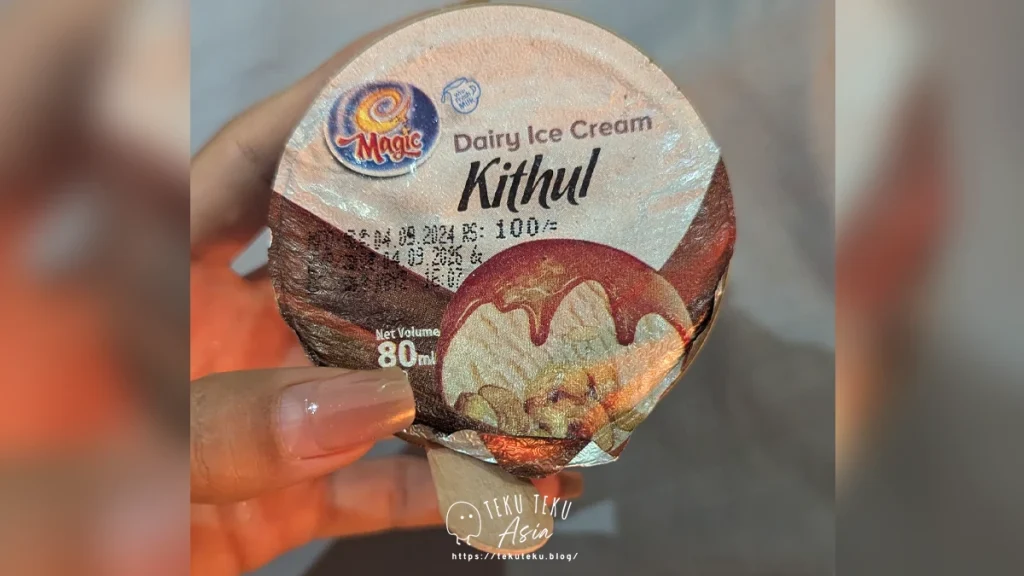 Magic
Dairy Ice Cream
Kithul
04.09.2024 RS: 100/=
04.09.2026 &
Net Volume
80ml
TEKU TEKU
Asia
https://tekuteku.blog/